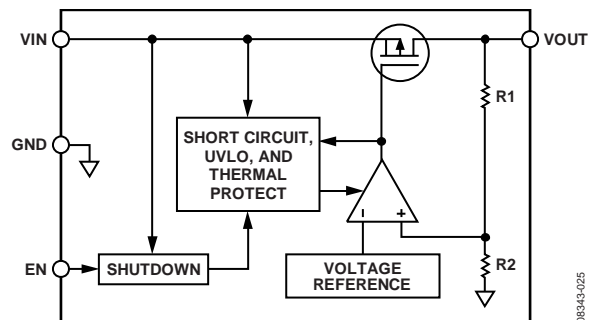 VIN
VOUT
R1
GND
SHORT CIRCUIT,
UVLO, AND
THERMAL
PROTECT
EN
SHUTDOWN
VOLTAGE
REFERENCE
R2
08343-025